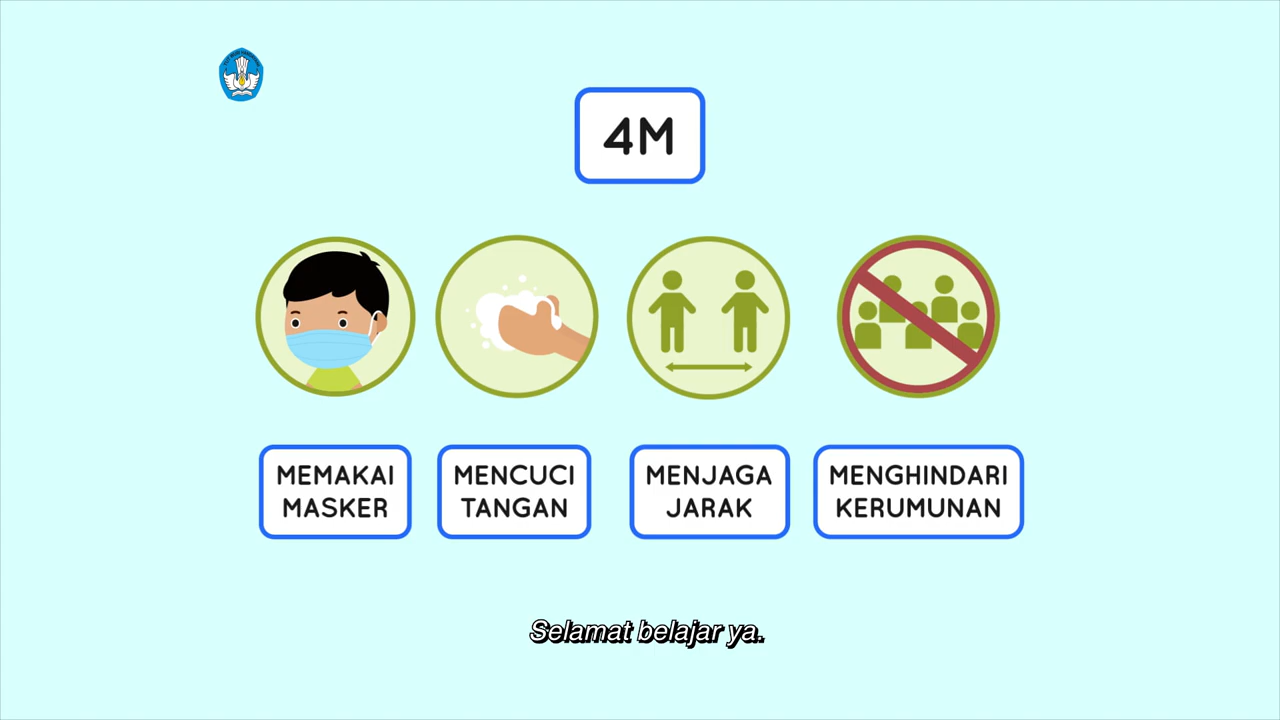 4M
MEMAKAI
MASKER
MENCUCI
TANGAN
MENJAGA
JARAK
MENGHINDARI
KERUMUNAN
Selamat belajar ya.